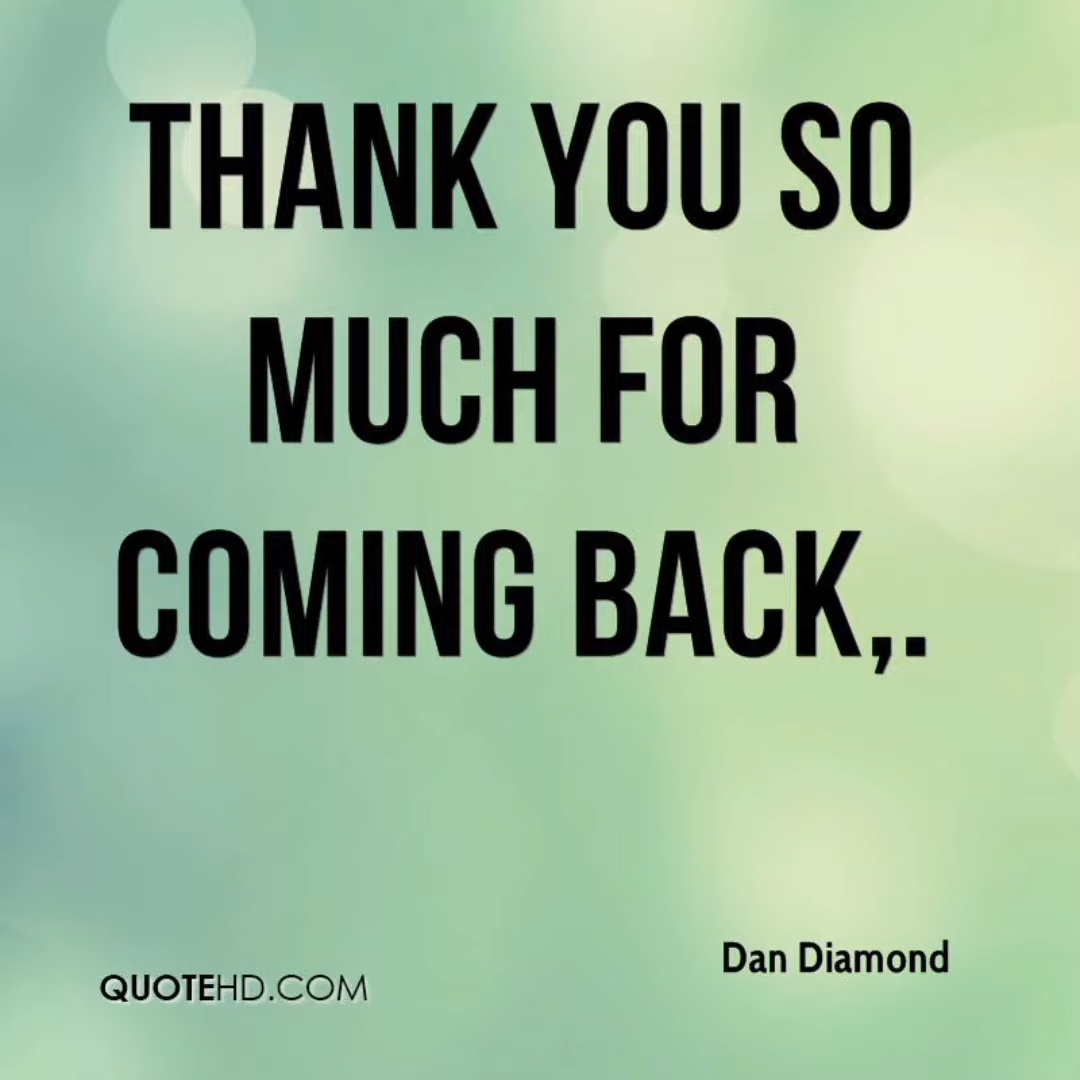 THANK YOU SO
MUCH FOR
COMING BACK,.
Dan Diamond
QUOTEHD.COM